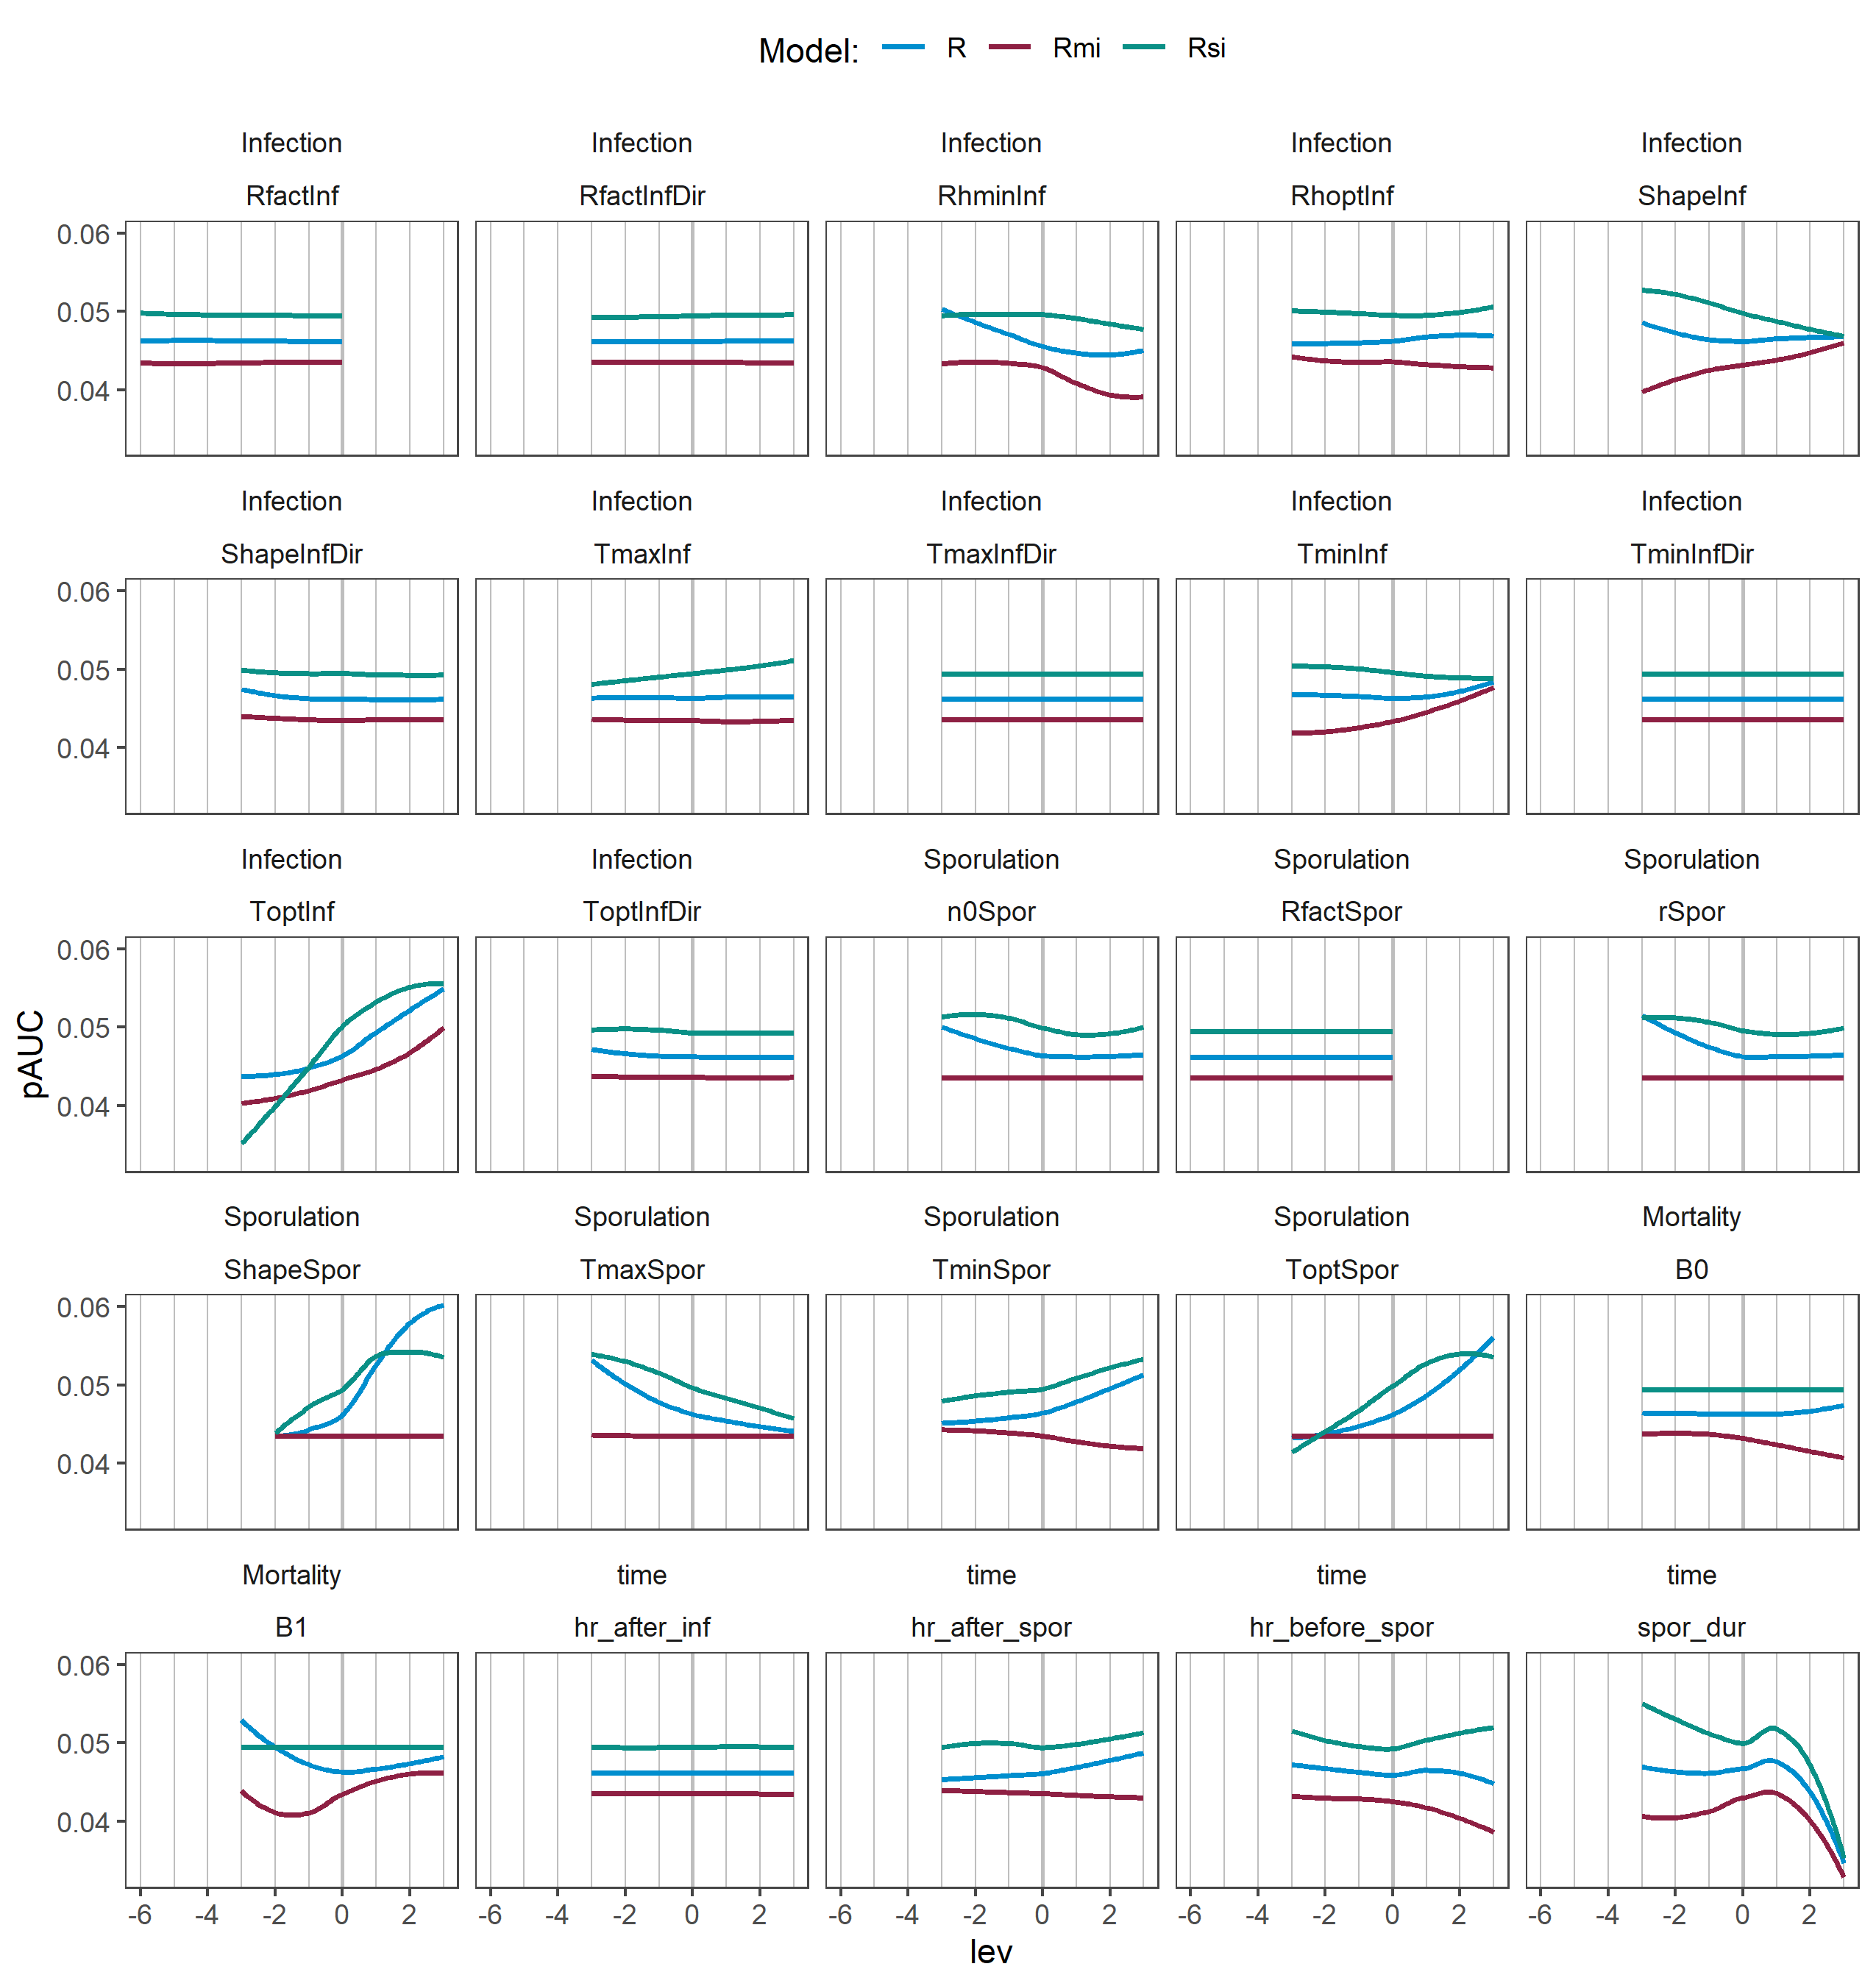 Model: R Rmi Rsi
Infection Infection Infection Infection Infection
RfactInf RfactInfDir RhminInf RhoptInf ShapeInf
0.06
0.05
0.04
Infection Infection Infection Infection Infection
ShapeInfDir TmaxInf TmaxInfDir TminInf TminInfDir
0.06
0.05
0.04
Infection Infection Sporulation Sporulation Sporulation
ToptInf ToptInfDir n0Spor RfactSpor rSpor
0.06
0.05
0.04
pAUC
Sporulation Sporulation Sporulation Sporulation Mortality
ShapeSpor TmaxSpor TminSpor ToptSpor B0
0.06
0.05
0.04
Mortality time time time time
B1 hr_after_inf hr_after_spor hr_before_spor spor_dur
0.06
0.05
0.04
-6 -4 -2 0 2 -6 -4 -2 0 2 -6 -4 -2 0 2 -6 -4 -2 0 2 -6 -4 -2 0 2
lev